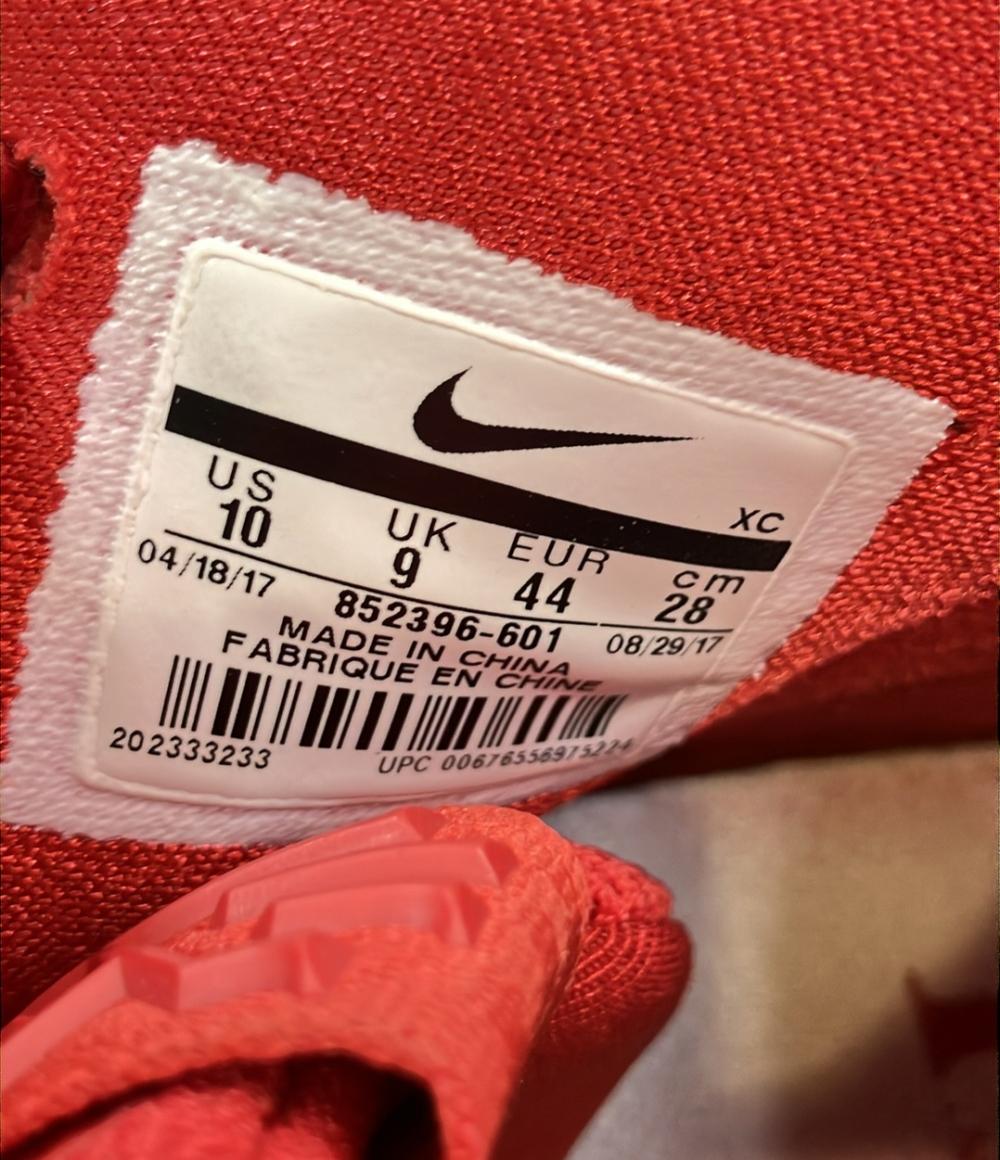 XC
US UK EUR cm
10 9 44 28
04/18/17 852396-601 08/29/17
MADE IN CHINA
FABRIQUE EN CHINE
202333233 UPC